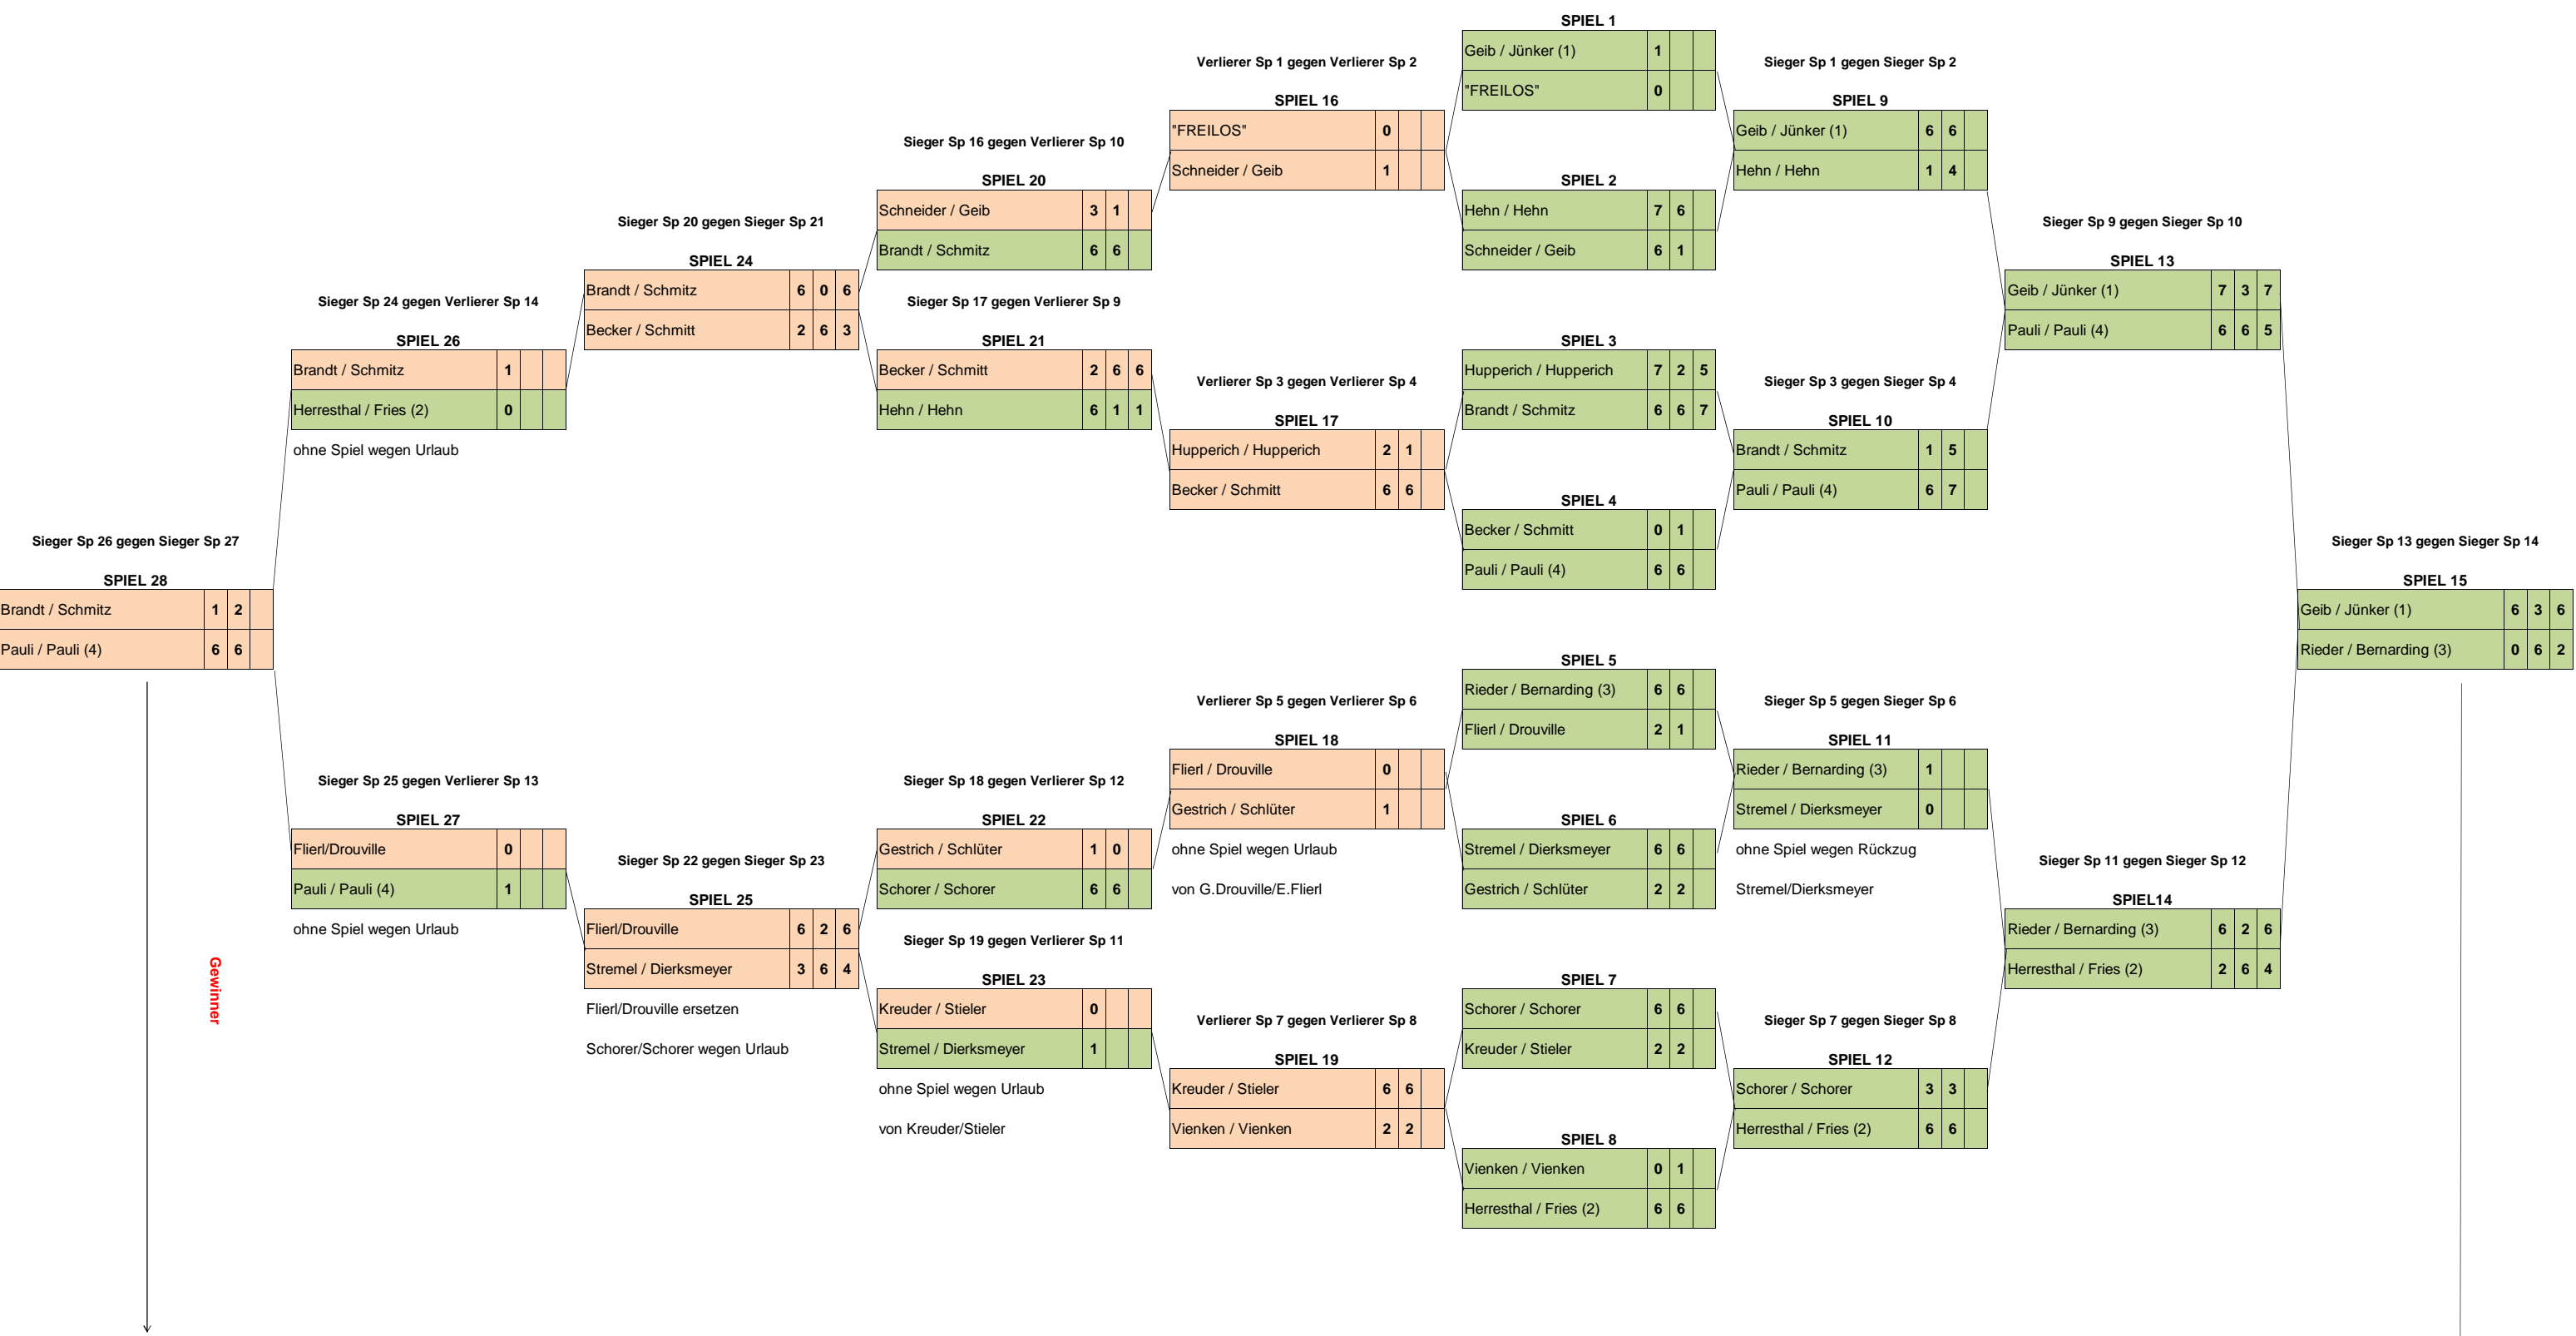 SPIEL 1
Geib / Jünker (1) 1
Verlierer Sp 1 gegen Verlierer Sp 2
Sieger Sp 1 gegen Sieger Sp 2
"FREILOS" 0
SPIEL 16
SPIEL 9
"FREILOS" 0
Geib / Jünker (1) 6 6
Sieger Sp 16 gegen Verlierer Sp 10
Schneider / Geib 1
Hehn / Hehn 1 4
SPIEL 20
SPIEL 2
Schneider / Geib 3 1
Hehn / Hehn 7 6
Sieger Sp 20 gegen Sieger Sp 21
Sieger Sp 9 gegen Sieger Sp 10
Brandt / Schmitz 6 6
Schneider / Geib 6 1
SPIEL 24
SPIEL 13
Brandt / Schmitz 6 0 6
Geib / Jünker (1) 7 3 7
Sieger Sp 24 gegen Verlierer Sp 14
Sieger Sp 17 gegen Verlierer Sp 9
Becker / Schmitt 2 6 3
Pauli / Pauli (4) 6 6 5
SPIEL 26
SPIEL 21
SPIEL 3
Brandt / Schmitz 1
Becker / Schmitt 2 6 6
Hupperich / Hupperich 7 2 5
Verlierer Sp 3 gegen Verlierer Sp 4
Sieger Sp 3 gegen Sieger Sp 4
Herresthal / Fries (2) 0
Hehn / Hehn 6 1 1
Brandt / Schmitz 6 6 7
SPIEL 17
SPIEL 10
ohne Spiel wegen Urlaub
Hupperich / Hupperich 2 1
Brandt / Schmitz 1 5
Becker / Schmitt 6 6
Pauli / Pauli (4) 6 7
SPIEL 4
Becker / Schmitt 0 1
Sieger Sp 26 gegen Sieger Sp 27
Sieger Sp 13 gegen Sieger Sp 14
Pauli / Pauli (4) 6 6
SPIEL 28
SPIEL 15
Brandt / Schmitz 1 2
Geib / Jünker (1) 6 3 6
Pauli / Pauli (4) 6 6
Rieder / Bernarding (3) 0 6 2
SPIEL 5
Rieder / Bernarding (3) 6 6
Verlierer Sp 5 gegen Verlierer Sp 6
Sieger Sp 5 gegen Sieger Sp 6
Flierl / Drouville 2 1
SPIEL 18
SPIEL 11
Flierl / Drouville 0
Rieder / Bernarding (3) 1
Sieger Sp 25 gegen Verlierer Sp 13
Sieger Sp 18 gegen Verlierer Sp 12
Gestrich / Schlüter 1
Stremel / Dierksmeyer 0
SPIEL 27
SPIEL 22
SPIEL 6
Flierl/Drouville 0
Gestrich / Schlüter 1 0
ohne Spiel wegen Urlaub
Stremel / Dierksmeyer 6 6
ohne Spiel wegen Rückzug
Sieger Sp 22 gegen Sieger Sp 23
Sieger Sp 11 gegen Sieger Sp 12
Pauli / Pauli (4) 1
Schorer / Schorer 6 6
von G.Drouville/E.Flierl
Gestrich / Schlüter 2 2
Stremel/Dierksmeyer
SPIEL 25
SPIEL14
ohne Spiel wegen Urlaub
Flierl/Drouville 6 2 6
Rieder / Bernarding (3) 6 2 6
Sieger Sp 19 gegen Verlierer Sp 11
Stremel / Dierksmeyer 3 6 4
Herresthal / Fries (2) 2 6 4
Gewinner
SPIEL 23
SPIEL 7
Flierl/Drouville ersetzen
Kreuder / Stieler 0
Schorer / Schorer 6 6
Verlierer Sp 7 gegen Verlierer Sp 8
Sieger Sp 7 gegen Sieger Sp 8
Schorer/Schorer wegen Urlaub
Stremel / Dierksmeyer 1
Kreuder / Stieler 2 2
SPIEL 19
SPIEL 12
ohne Spiel wegen Urlaub
Kreuder / Stieler 6 6
Schorer / Schorer 3 3
von Kreuder/Stieler
Vienken / Vienken 2 2
Herresthal / Fries (2) 6 6
SPIEL 8
Vienken / Vienken 0 1
Herresthal / Fries (2) 6 6